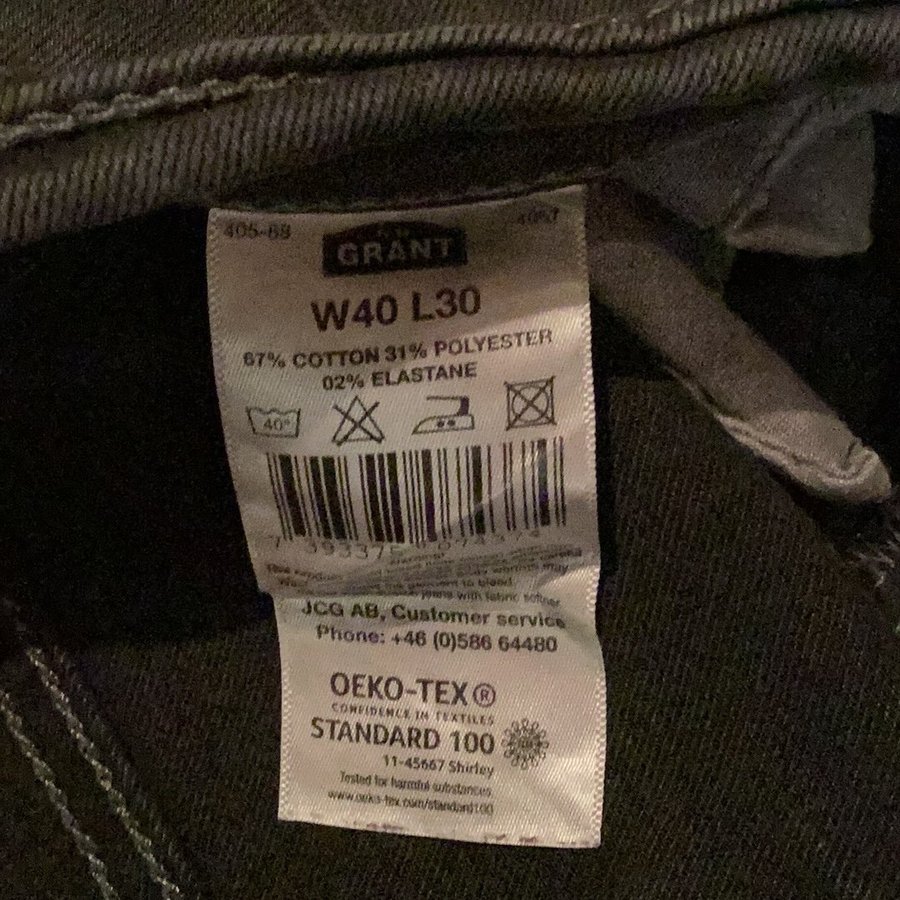 405-88
4057
GRANT
W40 L30
67% COTTON 31% POLYESTER
02% ELASTANE
40°
JCG AB, Customer service
Phone: +46 (0)586 64480
OEKO-TEX®
CONFIDENCE IN TEXTILES
STANDARD 100
11-45667 Shirley
Tested for harmful substances.
www.oeko-tex.com/standard100